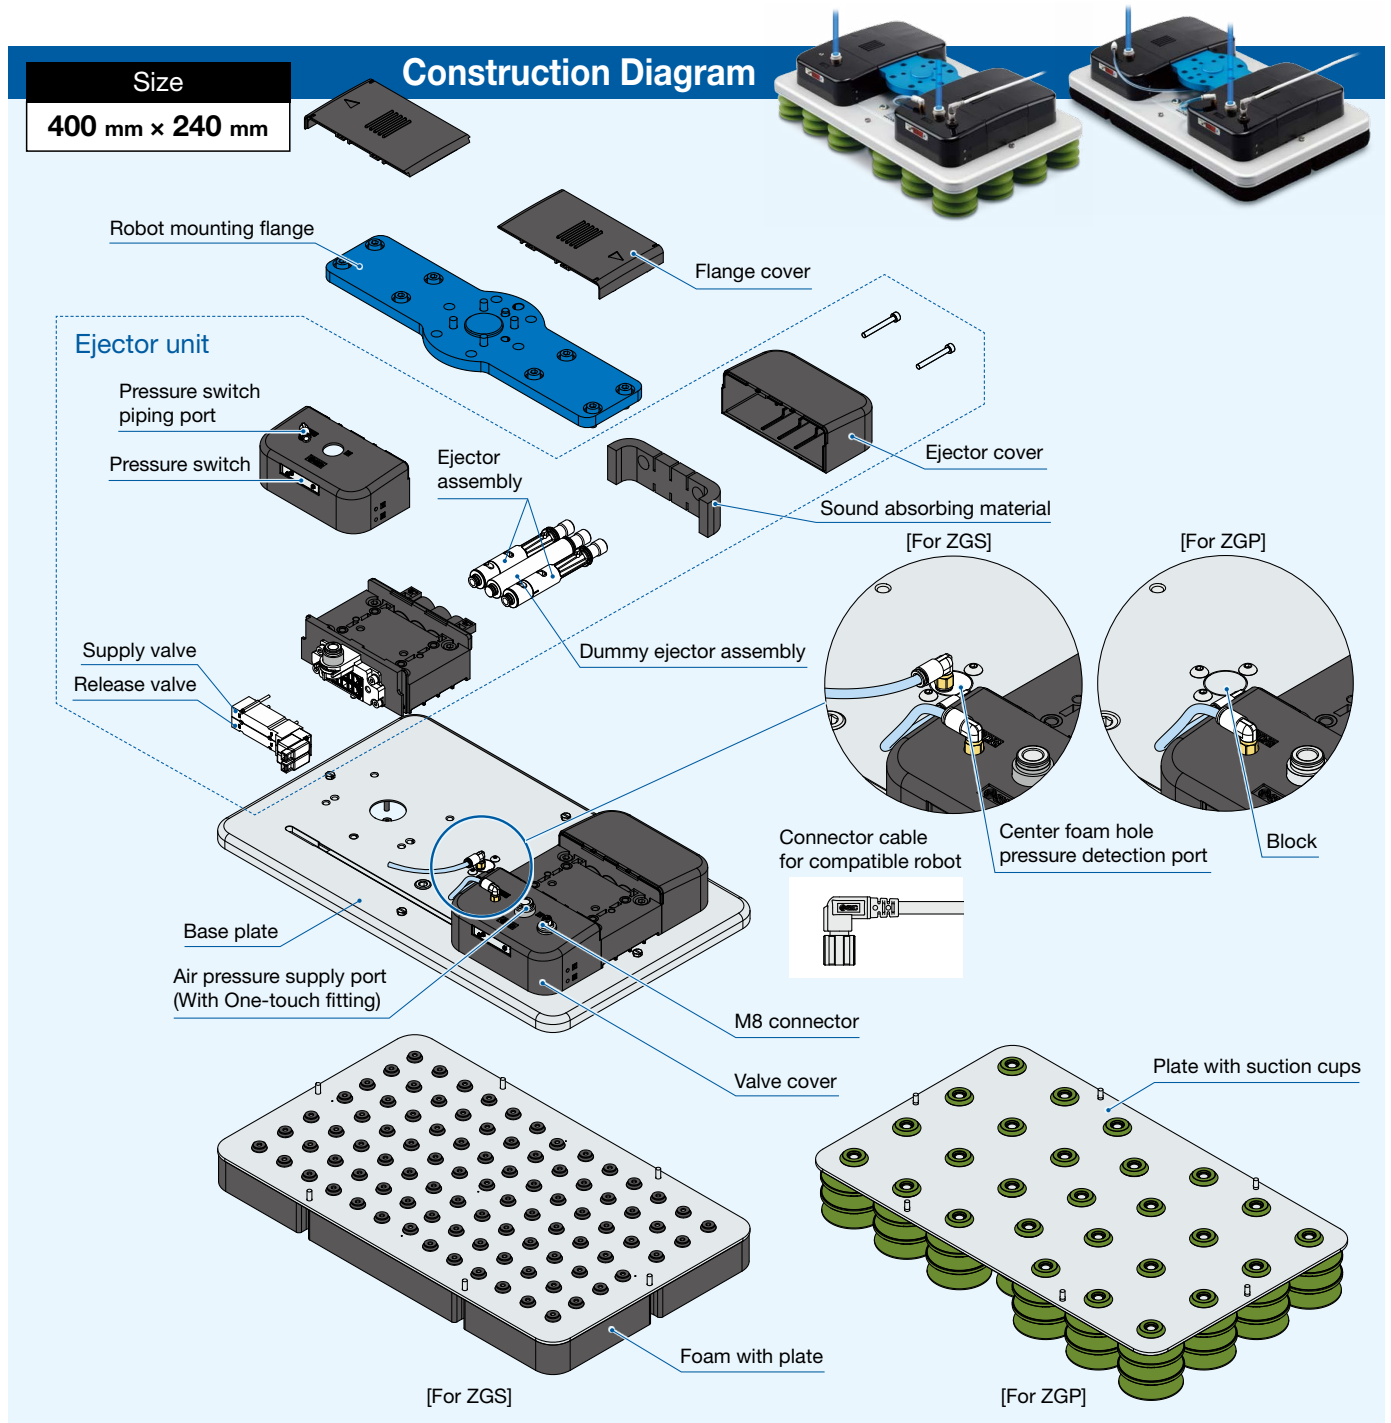 Construction Diagram
Size
400 mm × 240 mm
Robot mounting flange
Flange cover
Ejector unit
Pressure switch
piping port
Pressure switch
Ejector
assembly
Ejector cover
Sound absorbing material
[For ZGS]
[For ZGP]
Dummy ejector assembly
Supply valve
Release valve
Center foam hole
pressure detection port
Block
Connector cable
for compatible robot
Base plate
Air pressure supply port
(With One-touch fitting)
M8 connector
Valve cover
Plate with suction cups
Foam with plate
[For ZGS]
[For ZGP]